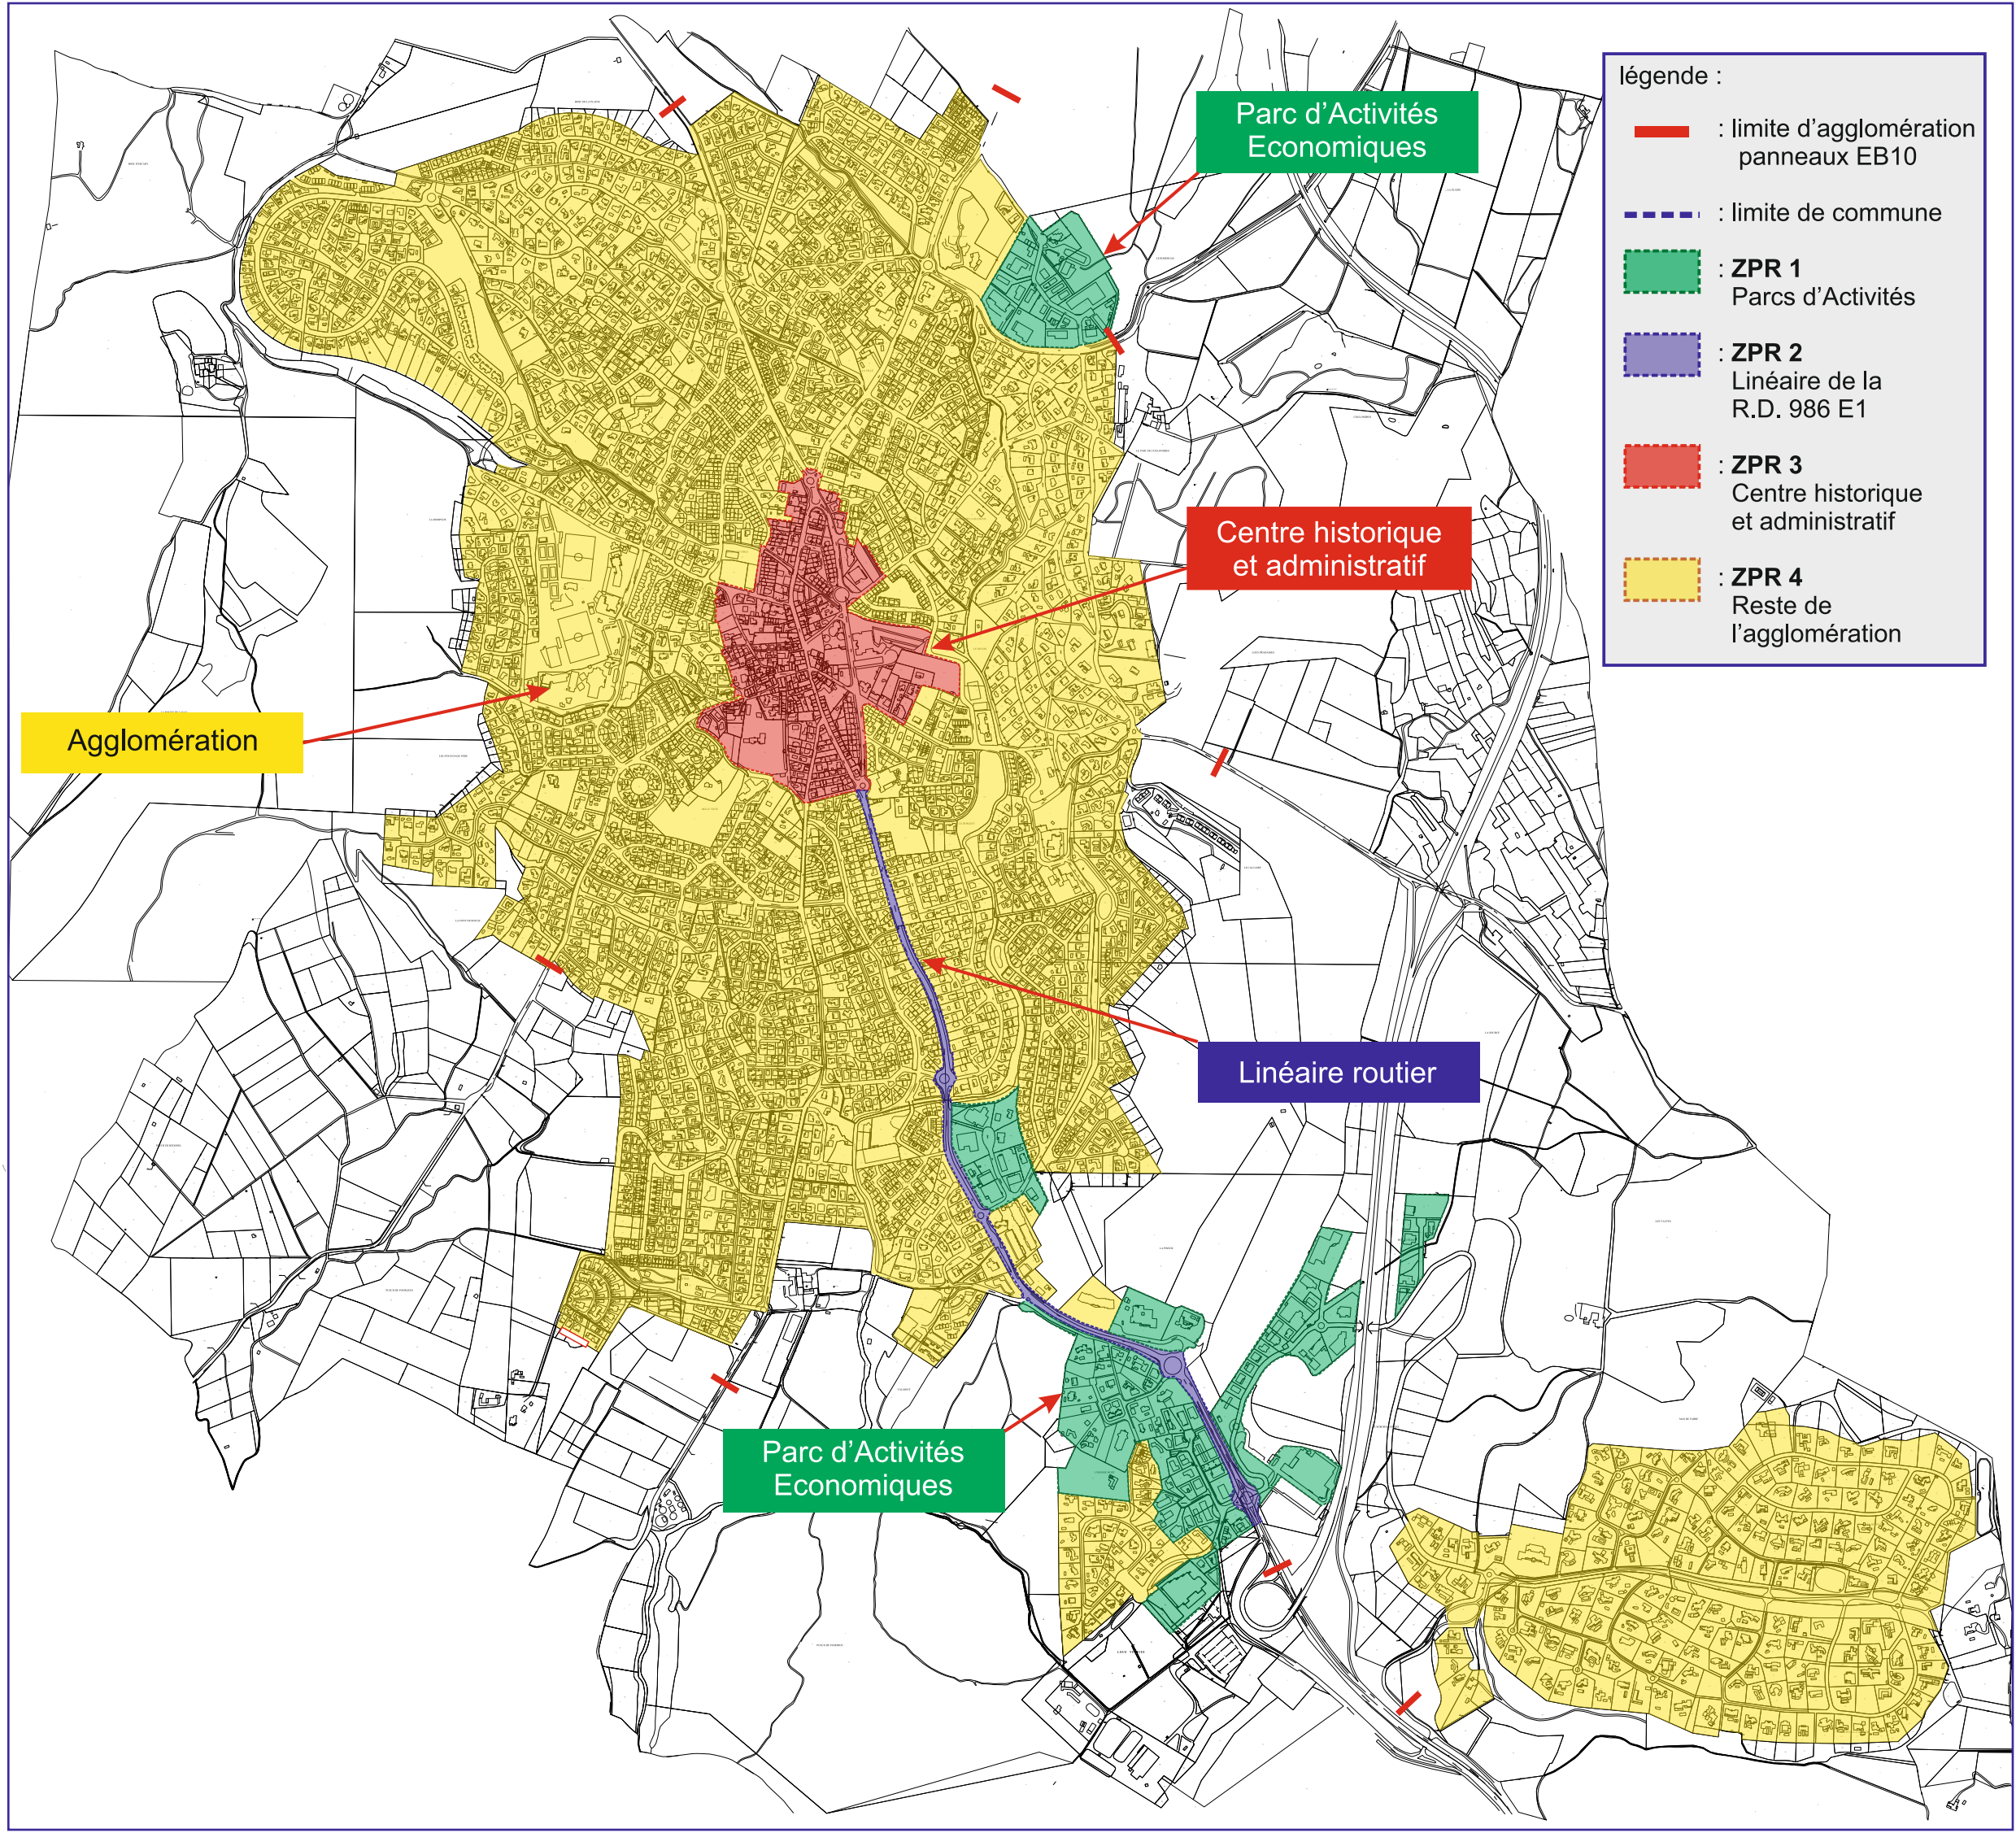 Parc d'Activités
Economiques
légende :
: limite d'agglomération
panneaux EB10
: limite de commune
: ZPR 1
Parcs d'Activités
: ZPR 2
Linéaire de la
R.D. 986 E1
: ZPR 3
Centre historique
et administratif
: ZPR 4
Reste de
l'agglomération
Centre historique
et administratif
Agglomération
Linéaire routier
Parc d'Activités
Economiques